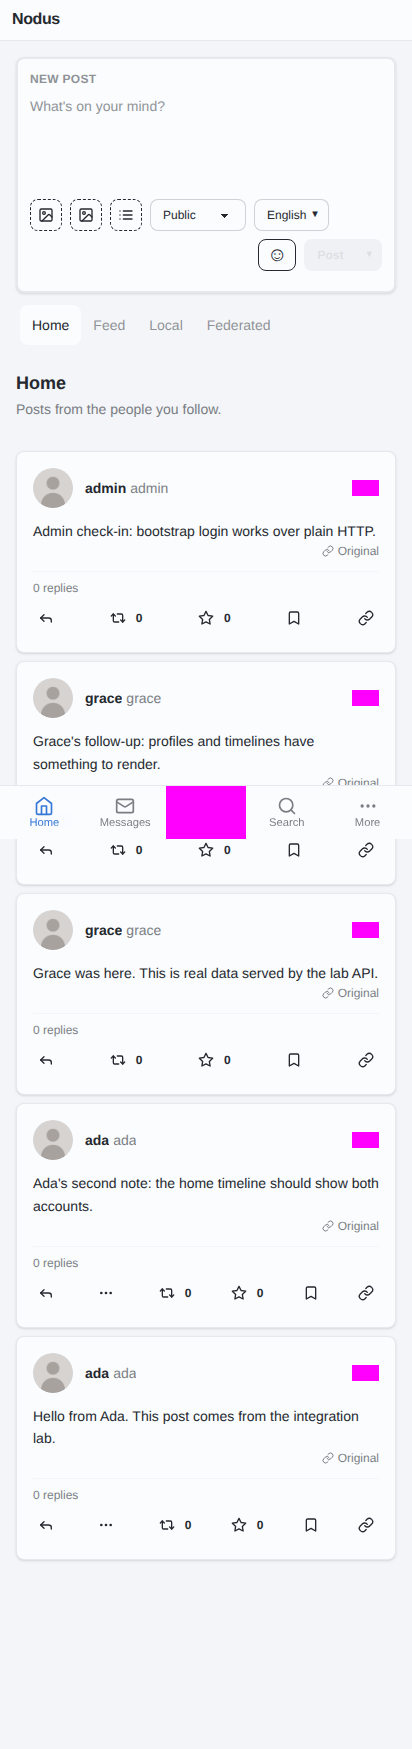 Nodus
NEW POST
What's on your mind?
Public
English
Post
Home Feed Local Federated
Home
Posts from the people you follow.
admin admin
Admin check-in: bootstrap login works over plain HTTP.
Original
0 replies
0 0
grace grace
Grace's follow-up: profiles and timelines have
something to render.
Original
Home Messages Search More
0 0
grace grace
Grace was here. This is real data served by the lab API.
Original
0 replies
0 0
ada ada
Ada's second note: the home timeline should show both
accounts.
Original
0 replies
0 0
ada ada
Hello from Ada. This post comes from the integration
lab.
Original
0 replies
0 0